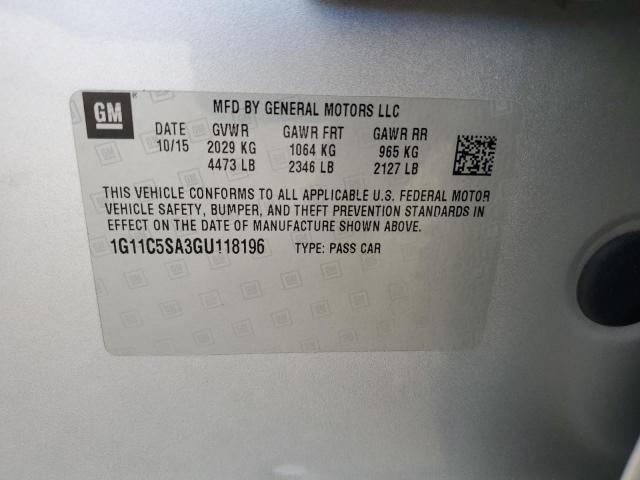 GM
MFD BY GENERAL MOTORS LLC
DATE GVWR GAWR FRT GAWR RR
10/15 2029 KG 1064 KG 965 KG
4473 LB 2346 LB 2127 LB
THIS VEHICLE CONFORMS TO ALL APPLICABLE U.S. FEDERAL MOTOR
VEHICLE SAFETY, BUMPER, AND THEFT PREVENTION STANDARDS IN
EFFECT ON THE DATE OF MANUFACTURE SHOWN ABOVE.
1G11C5SA3GU118196 TYPE: PASS CAR